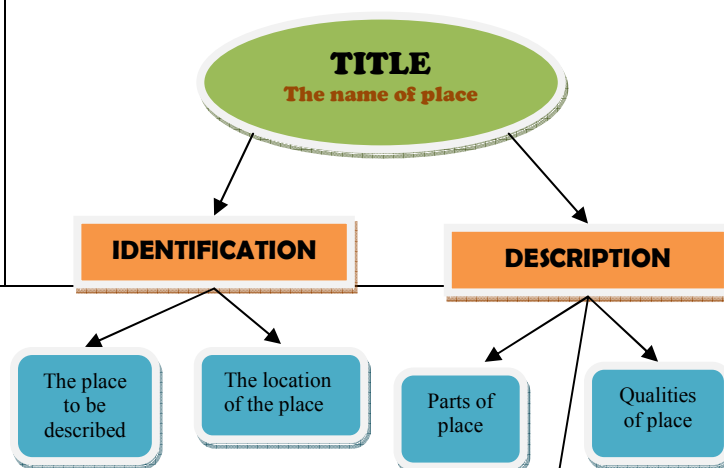 TITLE
The name of place
IDENTIFICATION
DESCRIPTION
The place
to be
described
The location
of the place
Parts of
place
Qualities
of place